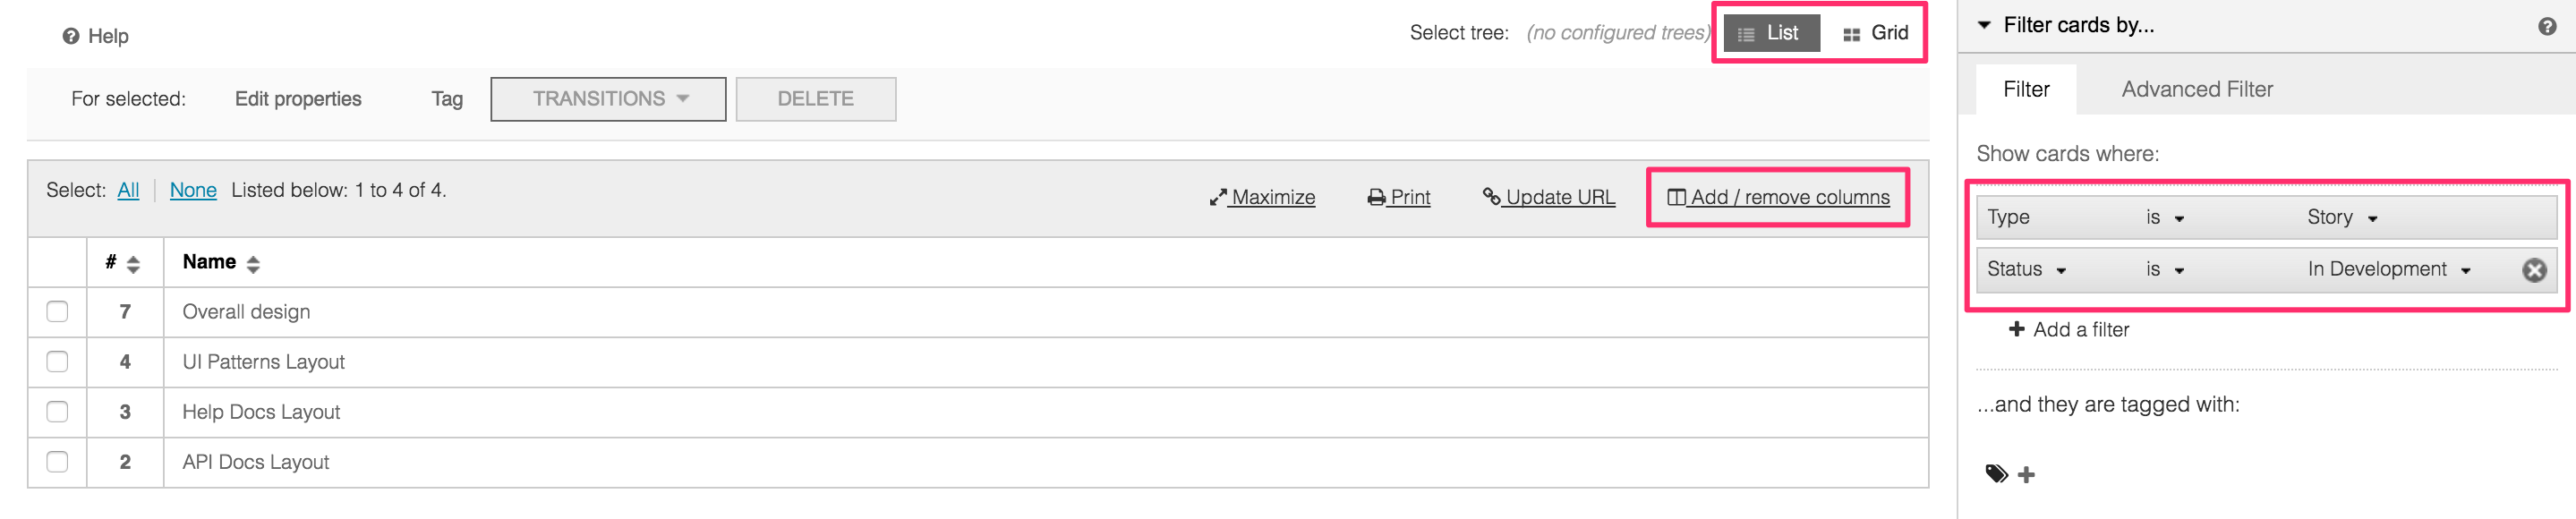 Help
Select tree: (no configured trees) List Grid
For selected: Edit properties Tag TRANSITIONS DELETE
Select: All None Listed below: 1 to 4 of 4.
Maximize Print Update URL Add / remove columns
# Name
7 Overall design
4 UI Patterns Layout
3 Help Docs Layout
2 API Docs Layout
Filter cards by...
Filter Advanced Filter
Show cards where:
Type is Story
Status is In Development
Add a filter
...and they are tagged with: